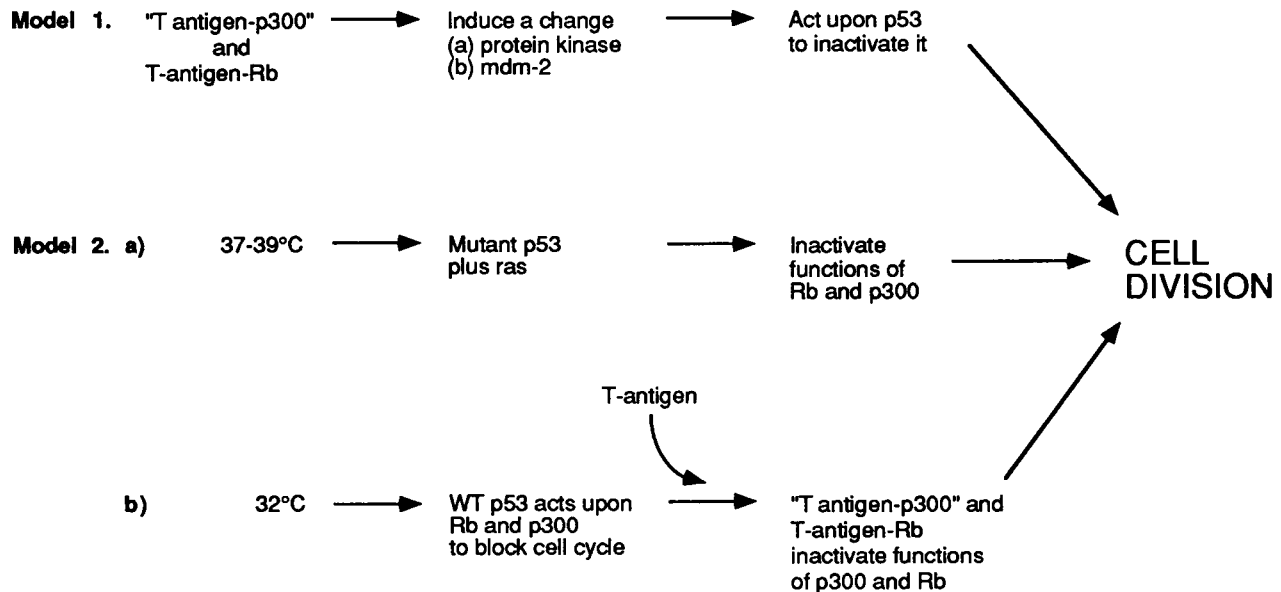 Model 1.
"T antigen-p300"
and
T-antigen-Rb
Induce a change
(a) protein kinase
(b) mdm-2
Act upon p53
to inactivate it
Model 2. a)
37-39°C
Mutant p53
plus ras
Inactivate
functions of
Rb and p300
CELL
DIVISION
T-antigen
b)
32°C
WT p53 acts upon
Rb and p300
to block cell cycle
"T antigen-p300" and
T-antigen-Rb
inactivate functions
of p300 and Rb